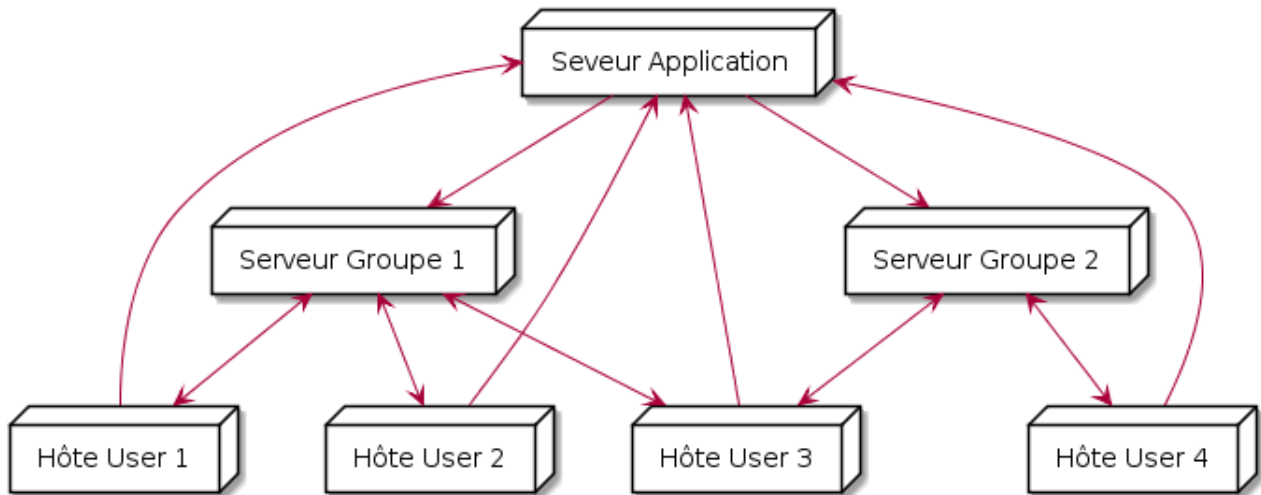 Seveur Application
Serveur Groupe 1
Serveur Groupe 2
Hôte User 1
Hôte User 2
Hôte User 3
Hôte User 4